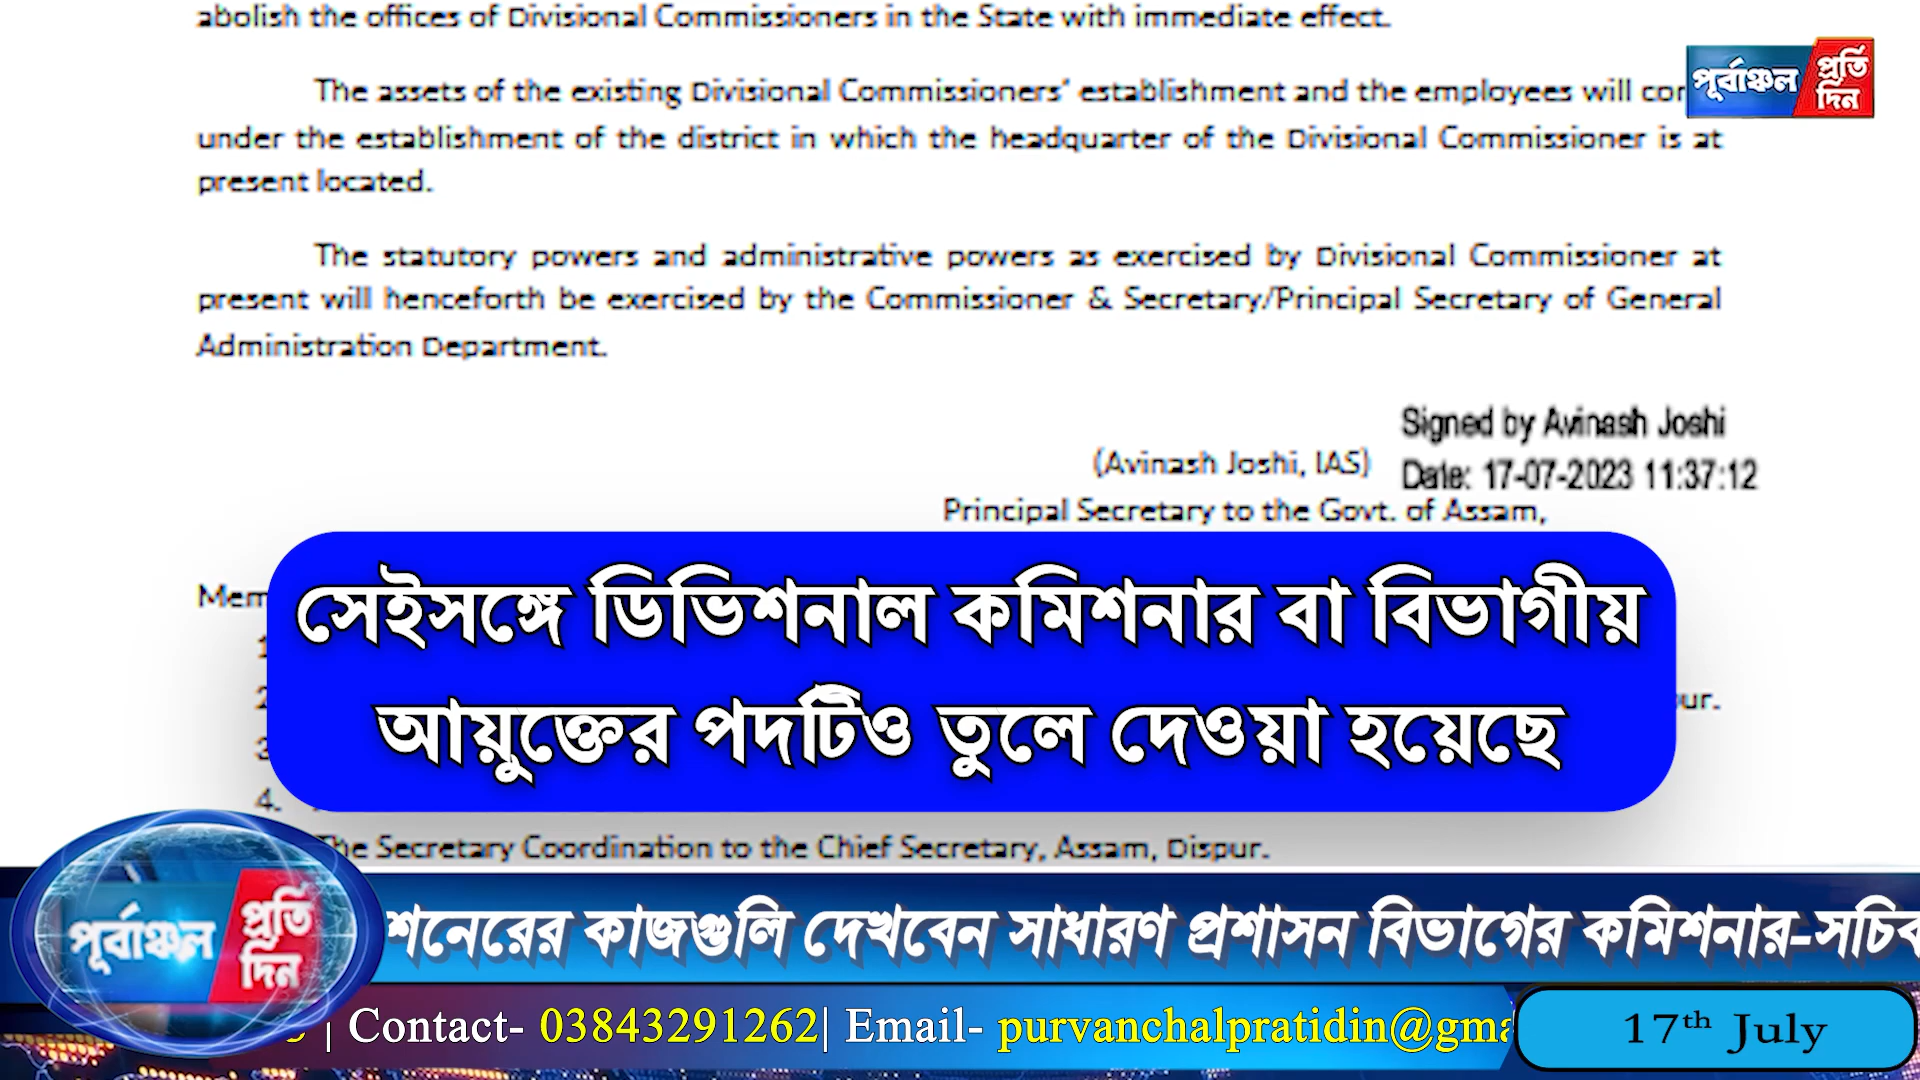 abolish the offices of Divisional Commissioners in the State with immediate effect.
The assets of the existing Divisional Commissioners' establishment and the employees will
under the establishment of the district in which the headquarter of the Divisional Commissioner is at
present located.
The statutory powers and administrative powers as exercised by Divisional Commissioner at
present will henceforth be exercised by the Commissioner & Secretary/Principal Secretary of General
Administration Department.
পূর্বাঞ্চল প্রতি দিন
Signed by Avinash Joshi
(Avinash Joshi, IAS)
Date: 17-07-2023 11:37:12
Principal Secretary to the Govt. of Assam,
সেইসঙ্গে ডিভিশনাল কমিশনার বা বিভাগীয়
আয়ুক্তের পদটিও তুলে দেওয়া হয়েছে
4.
The Secretary Coordination to the Chief Secretary, Assam, Dispur.
পূর্বাঞ্চল প্রতি দিন
শনেরের কাজগুলি দেখবেন সাধারণ প্রশাসন বিভাগের কমিশনার-সচিব
| Contact- 03843291262| Email- purvanchalpratidin@gma
17th July